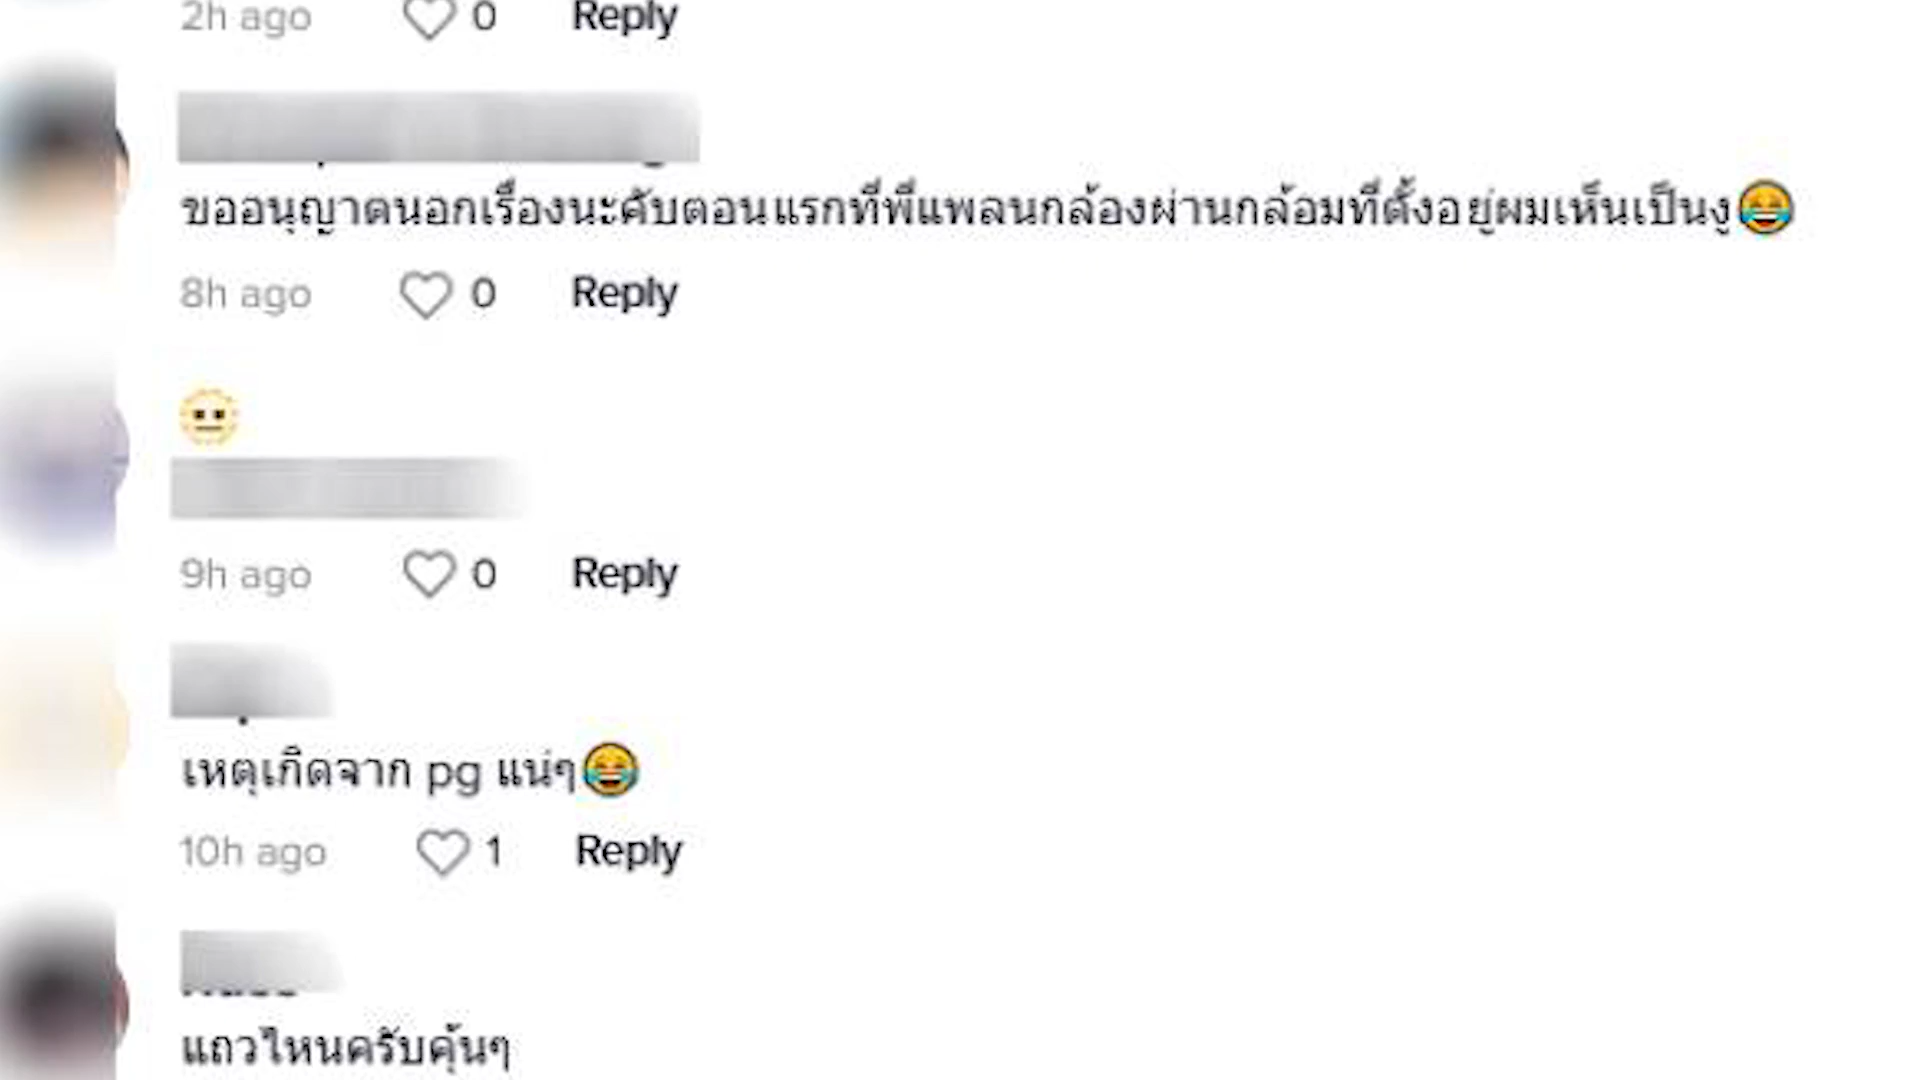 2h ago 0 Reply
ขออนุญาตนอกเรื่องนะคับตอนแรกที่พี่แพลนกล้องผ่านกล้อมที่ตั้งอยู่ผมเห็นเป็นงู😂
8h ago 0 Reply
😐
9h ago 0 Reply
เหตุเกิดจาก pg แน่ๆ😂
10h ago 1 Reply
แถวไหนครับคุ้นๆ